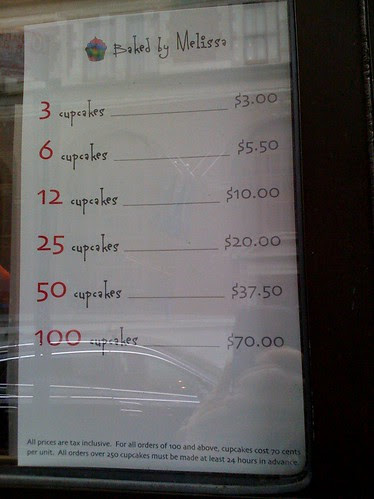 Baked by Melissa
3 cupcakes $3.00
6 cupcakes $5.50
12 cupcakes $10.00
25 cupcakes $20.00
50 cupcakes $37.50
100 cupcakes $70.00
All prices are tax inclusive. For all orders of 100 and above, cupcakes cost 70 cents
per unit. All orders over 250 cupcakes must be made at least 24 hours in advance.